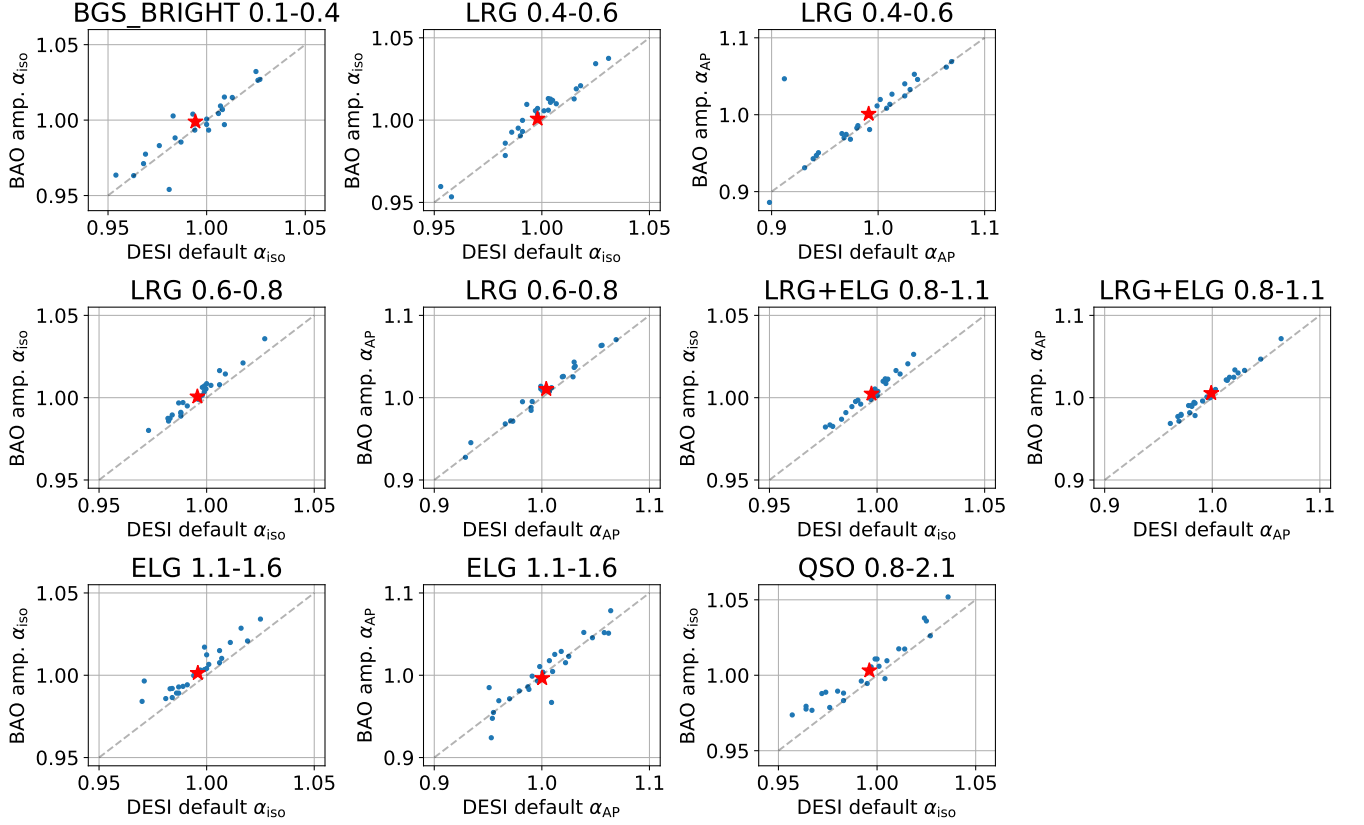 BGS_BRIGHT 0.1-0.4
BAO amp. αiso
1.05
1.00
0.95
0.95 1.00 1.05
DESI default αiso
LRG 0.4-0.6
BAO amp. αiso
1.05
1.00
0.95
0.95 1.00 1.05
DESI default αiso
LRG 0.4-0.6
BAO amp. αAP
1.1
1.0
0.9
0.9 1.0 1.1
DESI default αAP
LRG 0.6-0.8
BAO amp. αiso
1.05
1.00
0.95
0.95 1.00 1.05
DESI default αiso
LRG 0.6-0.8
BAO amp. αAP
1.1
1.0
0.9
0.9 1.0 1.1
DESI default αAP
LRG+ELG 0.8-1.1
BAO amp. αiso
1.05
1.00
0.95
0.95 1.00 1.05
DESI default αiso
LRG+ELG 0.8-1.1
BAO amp. αAP
1.1
1.0
0.9
0.9 1.0 1.1
DESI default αAP
ELG 1.1-1.6
BAO amp. αiso
1.05
1.00
0.95
0.95 1.00 1.05
DESI default αiso
ELG 1.1-1.6
BAO amp. αAP
1.1
1.0
0.9
0.9 1.0 1.1
DESI default αAP
QSO 0.8-2.1
BAO amp. αiso
1.05
1.00
0.95
0.95 1.00 1.05
DESI default αiso